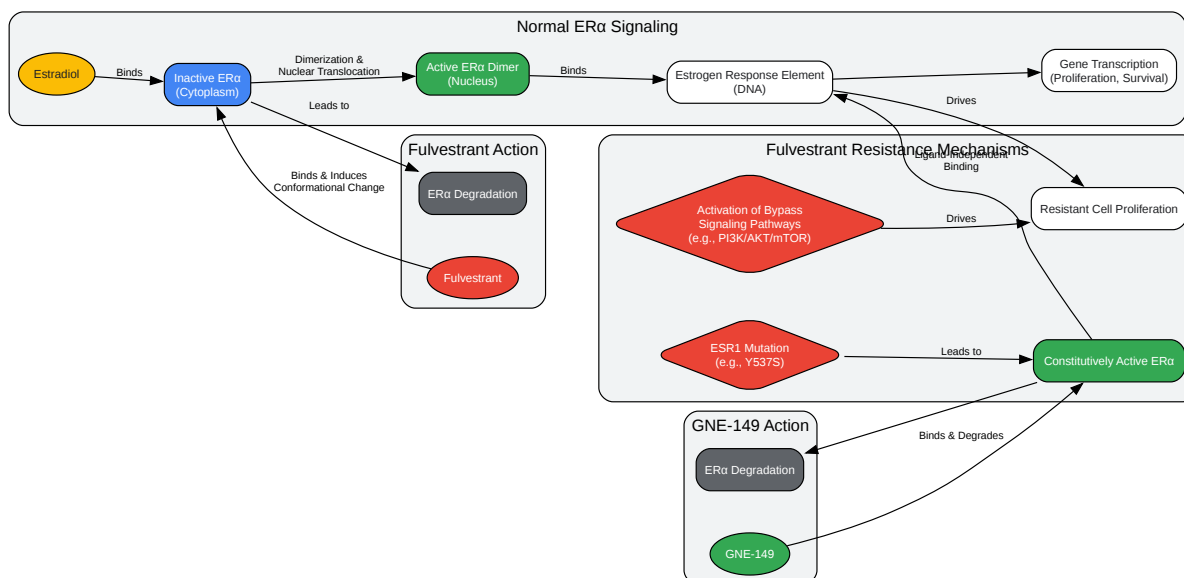 Normal ERα Signaling
Estradiol
Binds
Inactive ERα
(Cytoplasm)
Dimerization &
Nuclear Translocation
Active ERα Dimer
(Nucleus)
Binds
Estrogen Response Element
(DNA)
Gene Transcription
(Proliferation, Survival)
Leads to
Drives
Fulvestrant Action
ERα Degradation
Binds & Induces
Conformational Change
Fulvestrant
Fulvestrant Resistance Mechanisms
Ligand-Independent
Binding
Activation of Bypass
Signaling Pathways
(e.g., PI3K/AKT/mTOR)
Drives
Resistant Cell Proliferation
ESR1 Mutation
(e.g., Y537S)
Leads to
Constitutively Active ERα
GNE-149 Action
ERα Degradation
Binds & Degrades
GNE-149